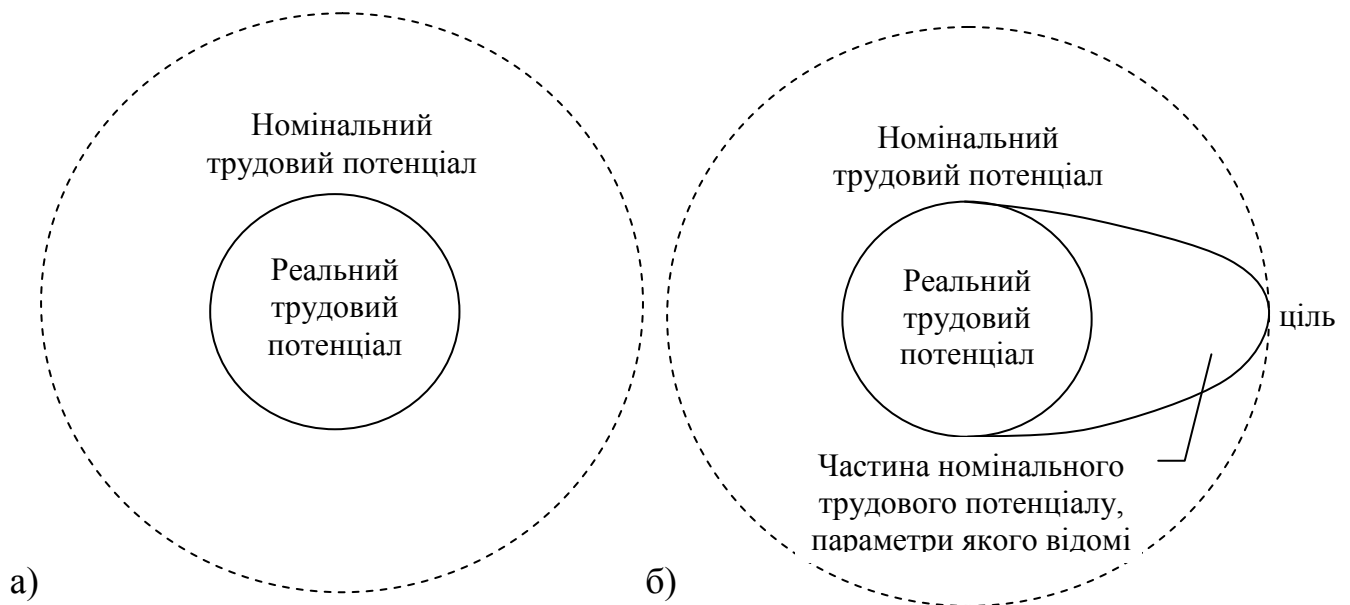 Номінальний
трудовий потенціал
Реальний
трудовий
потенціал
а)
Номінальний
трудовий потенціал
Реальний
трудовий
потенціал
ціль
Частина номінального
трудового потенціалу,
параметри якого відомі
б)